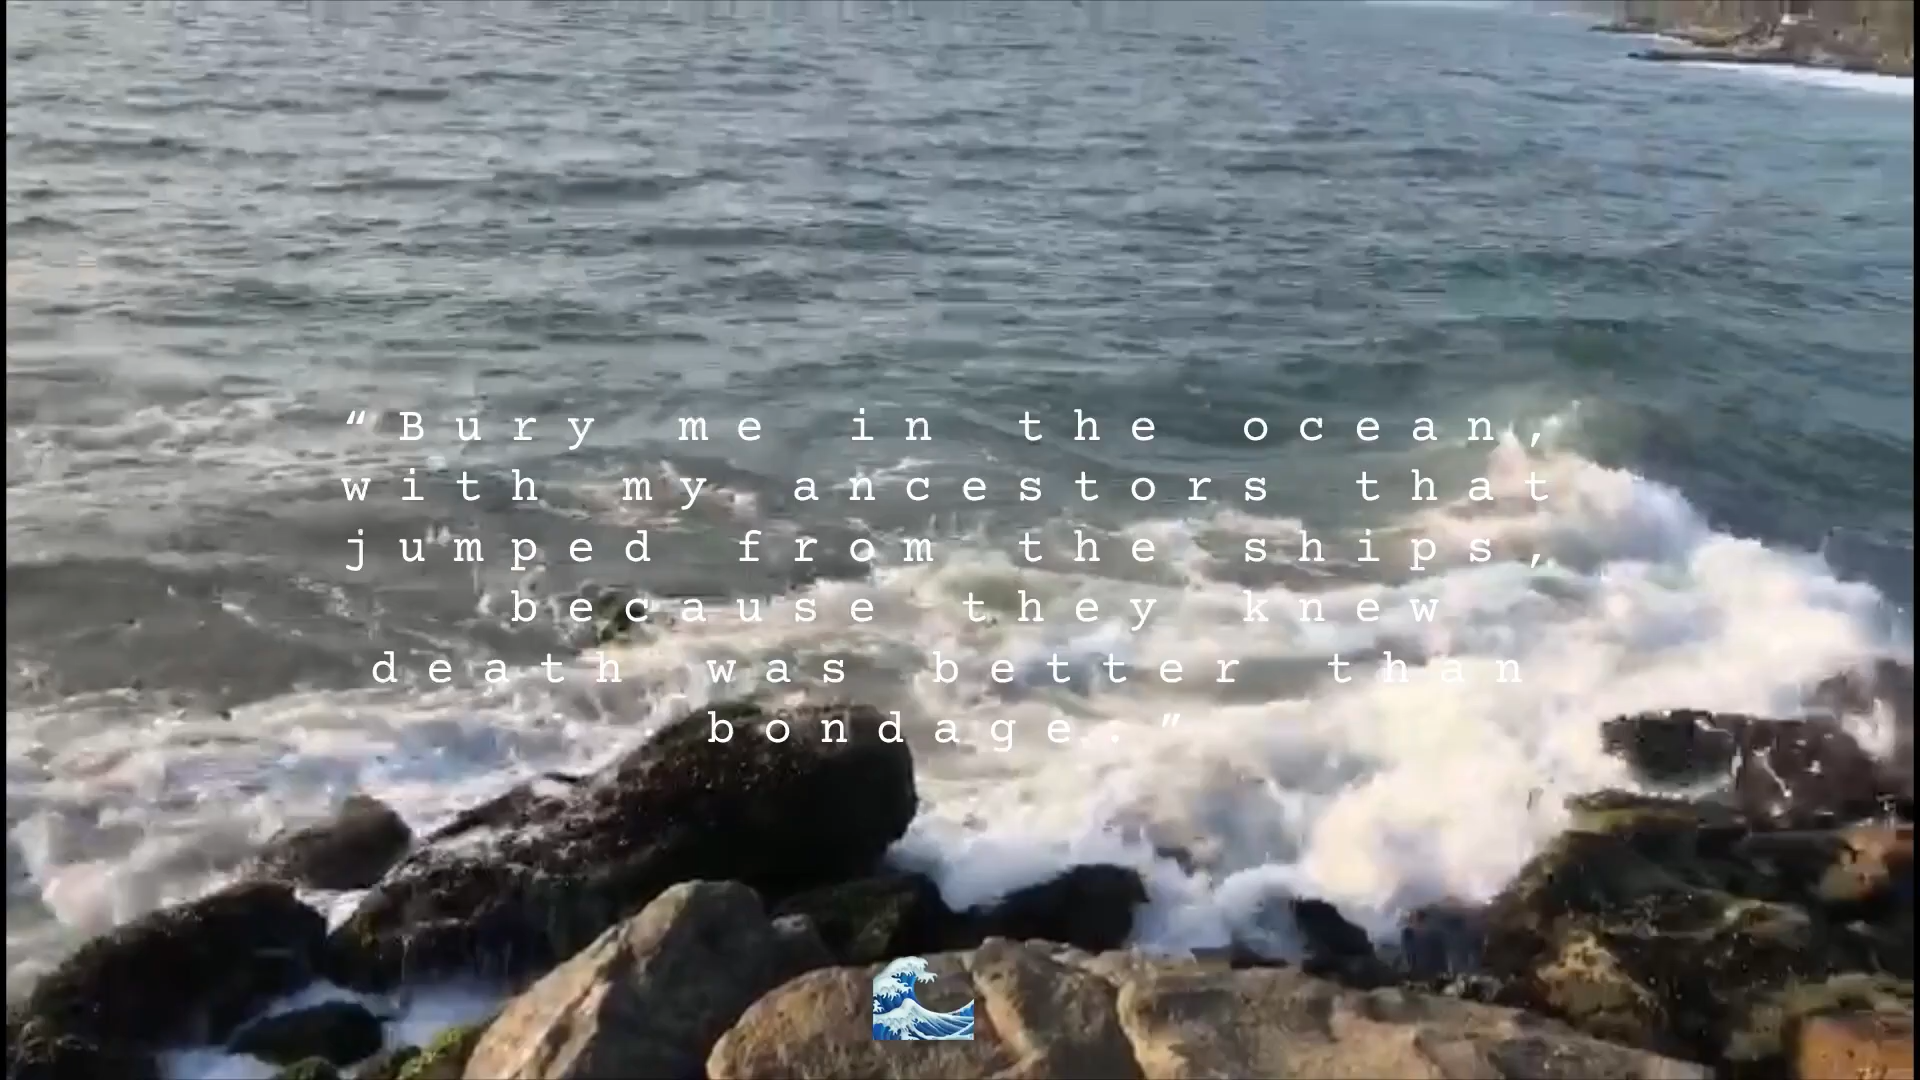 “Bury me in the ocean,
with my ancestors that
jumped from the ships,
because they knew
death was better than
bondage.”